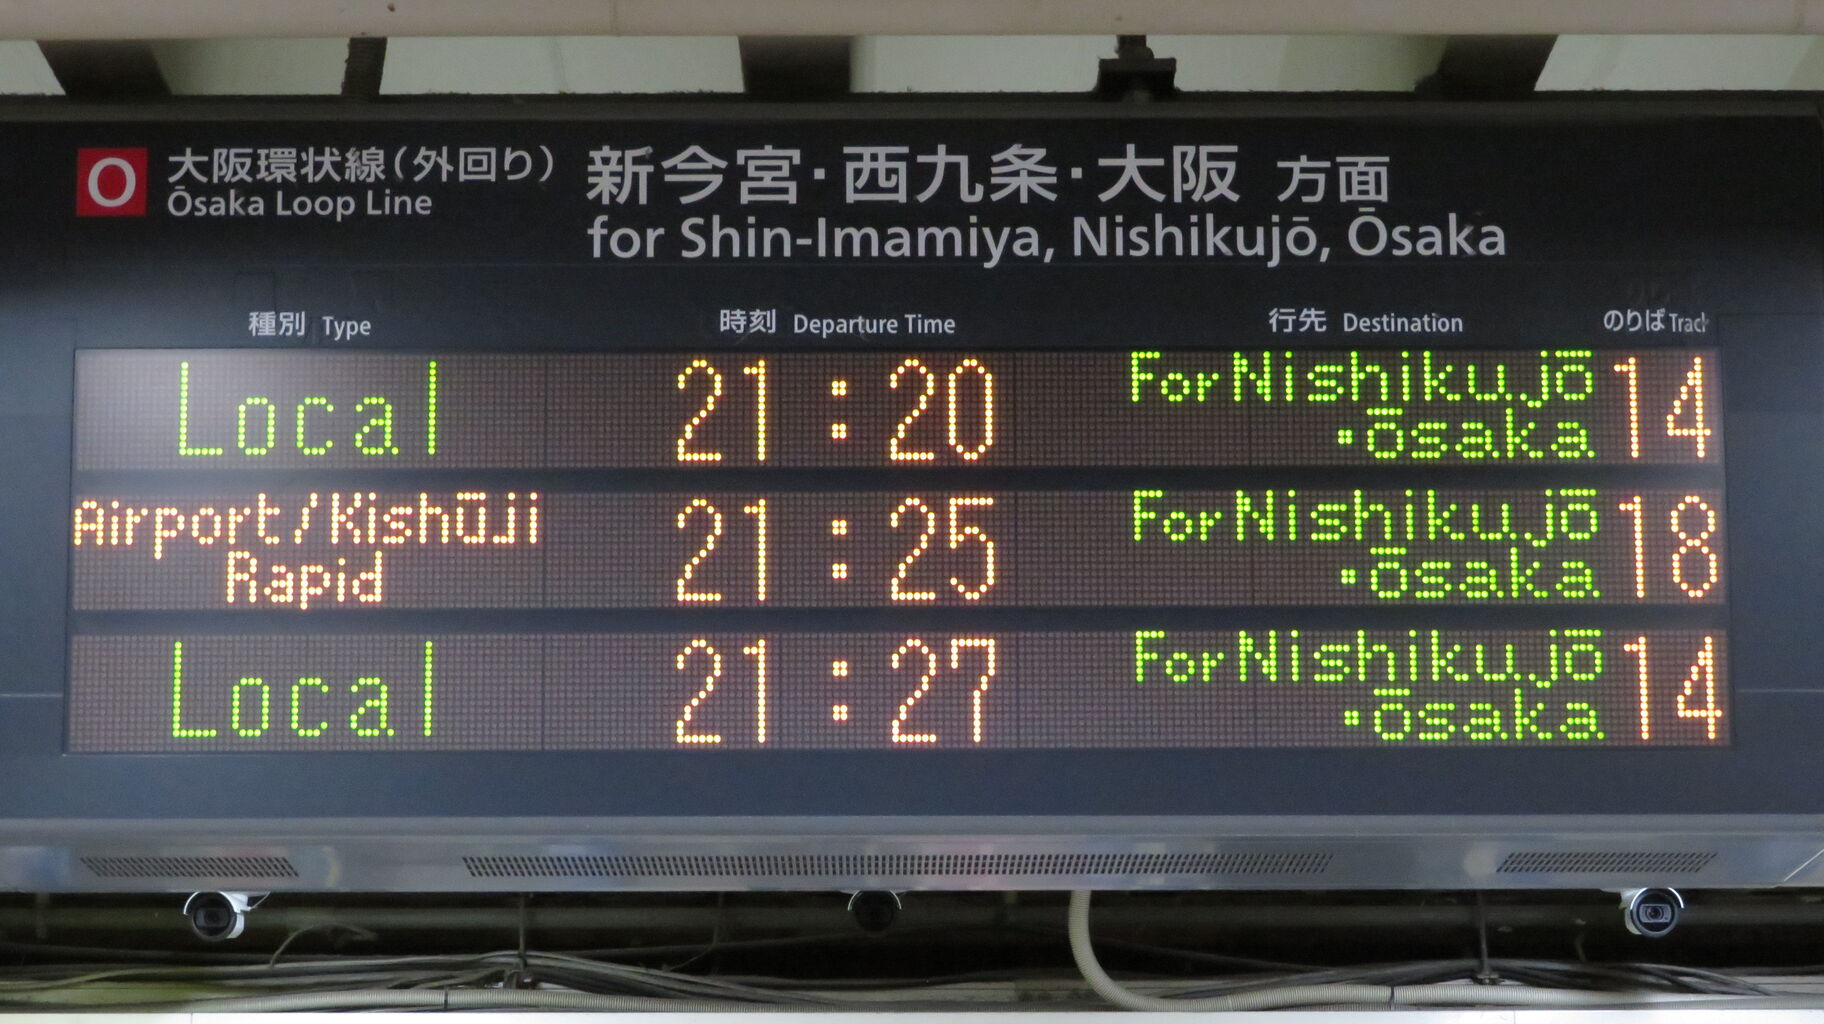 O 大阪環状線(外回り) 新今宮・西九条・大阪 方面
Ōsaka Loop Line for Shin-Imamiya, Nishikujō, Ōsaka
種別 Type 時刻 Departure Time 行先 Destination のりば Track
Local 21:20 For Nishikujō ・Ōsaka 14
Airport/Kishūji Rapid 21:25 For Nishikujō ・Ōsaka 18
Local 21:27 For Nishikujō ・Ōsaka 14